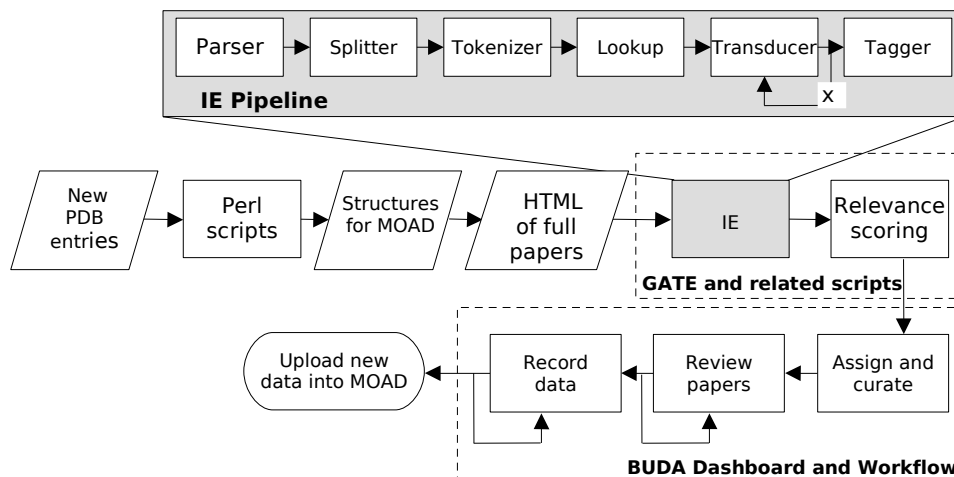 Parser
Splitter
Tokenizer
Lookup
Transducer
Tagger
x
IE Pipeline
New
PDB
entries
Perl
scripts
Structures
for MOAD
HTML
of full
papers
IE
Relevance
scoring
GATE and related scripts
Upload new
data into MOAD
Record
data
Review
papers
Assign and
curate
BUDA Dashboard and Workflow